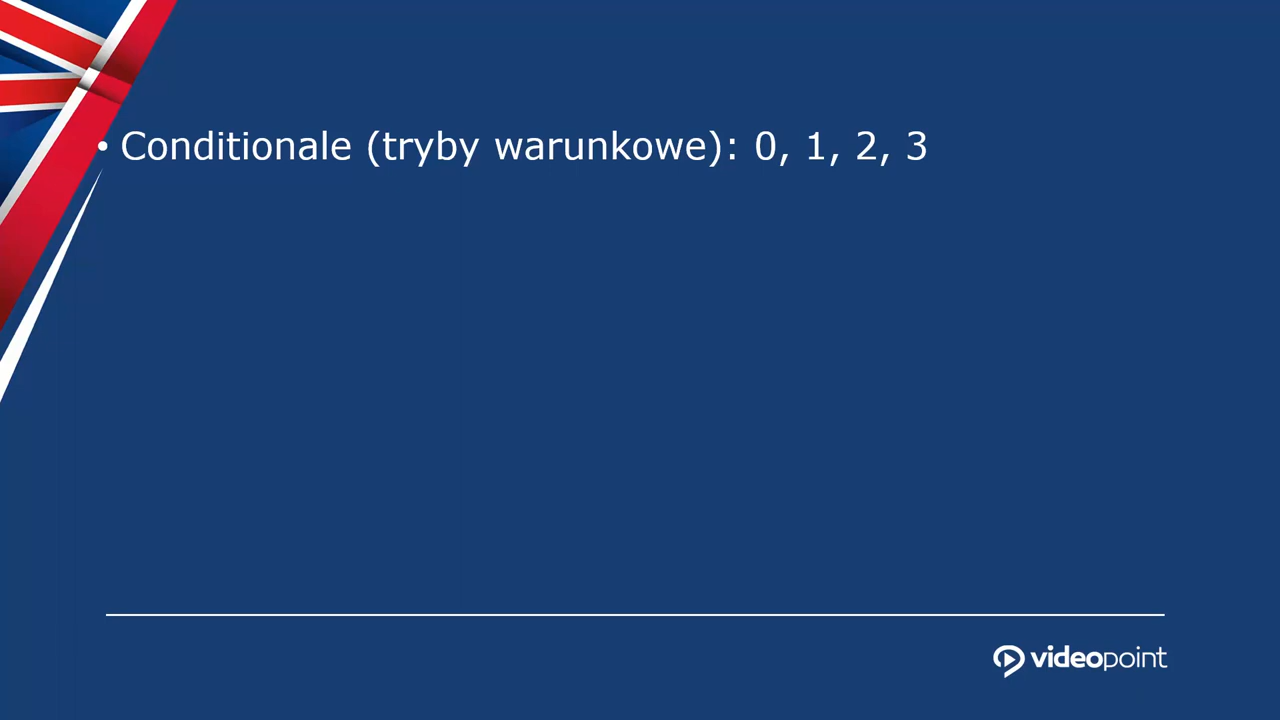 • Conditionale (tryby warunkowe): 0, 1, 2, 3
videopoint